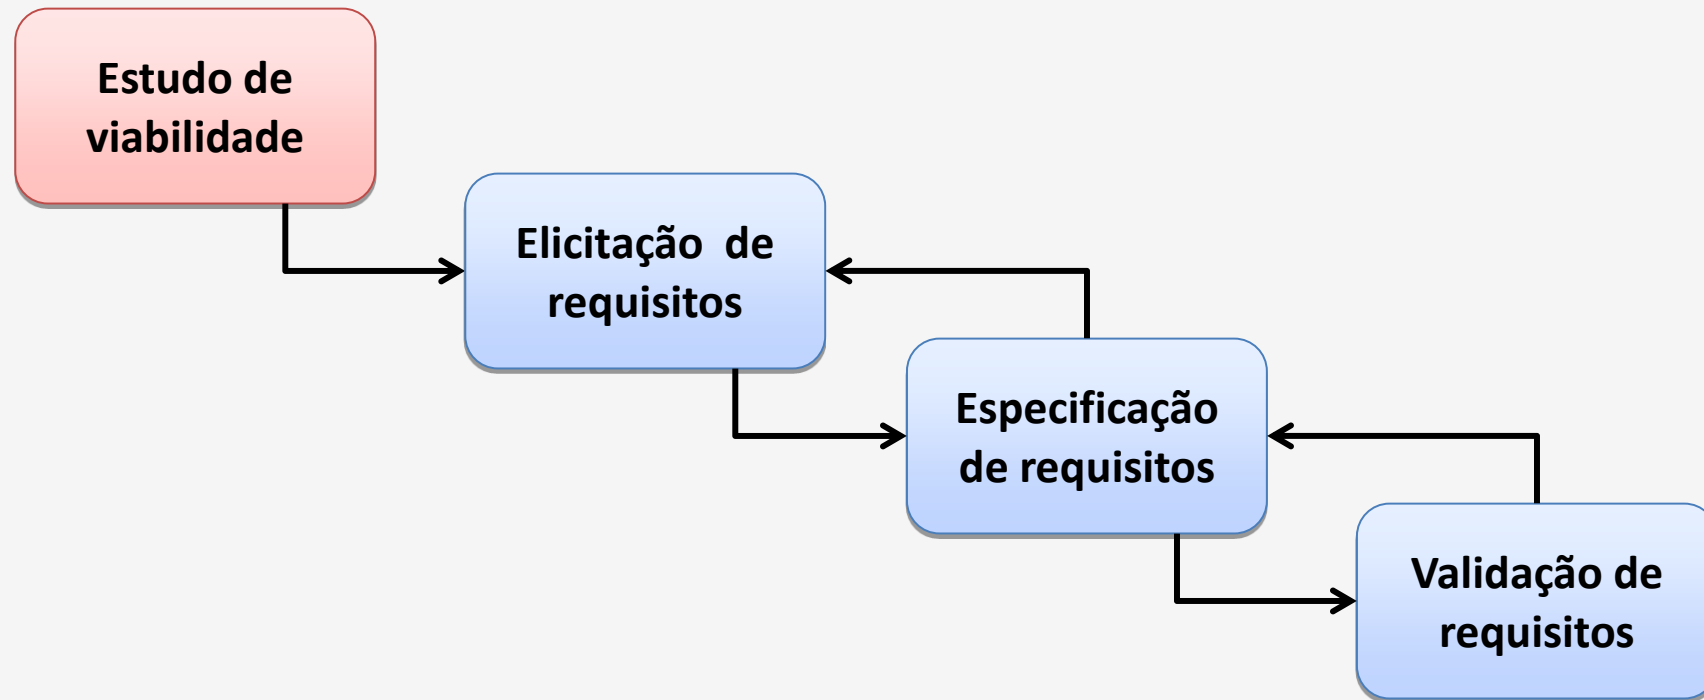 Estudo de
viabilidade
Elicitação de
requisitos
Especificação
de requisitos
Validação de
requisitos